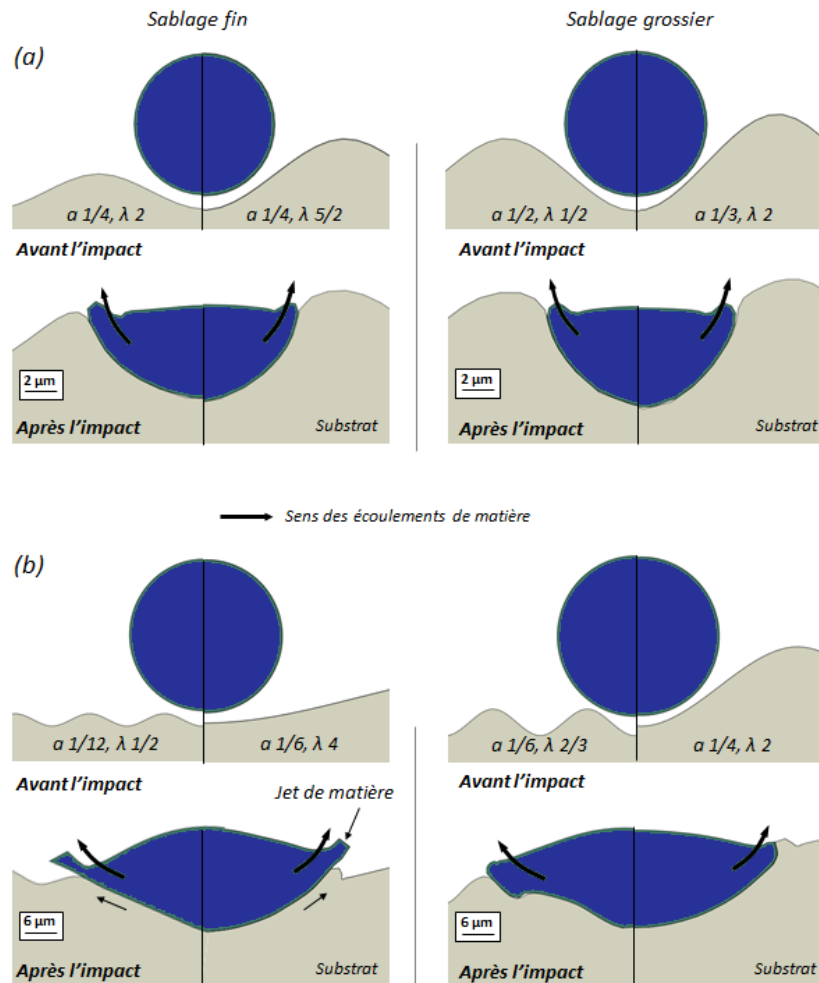 Sablage fin
Sablage grossier
(a)
a 1/4, λ 2
a 1/4, λ 5/2
a 1/2, λ 1/2
a 1/3, λ 2
Avant l’impact
Avant l’impact
2 µm
2 µm
Après l’impact
Substrat
Après l’impact
Substrat
Sens des écoulements de matière
(b)
a 1/12, λ 1/2
a 1/6, λ 4
a 1/6, λ 2/3
a 1/4, λ 2
Avant l’impact
Avant l’impact
Jet de matière
6 µm
6 µm
Après l’impact
Substrat
Après l’impact
Substrat